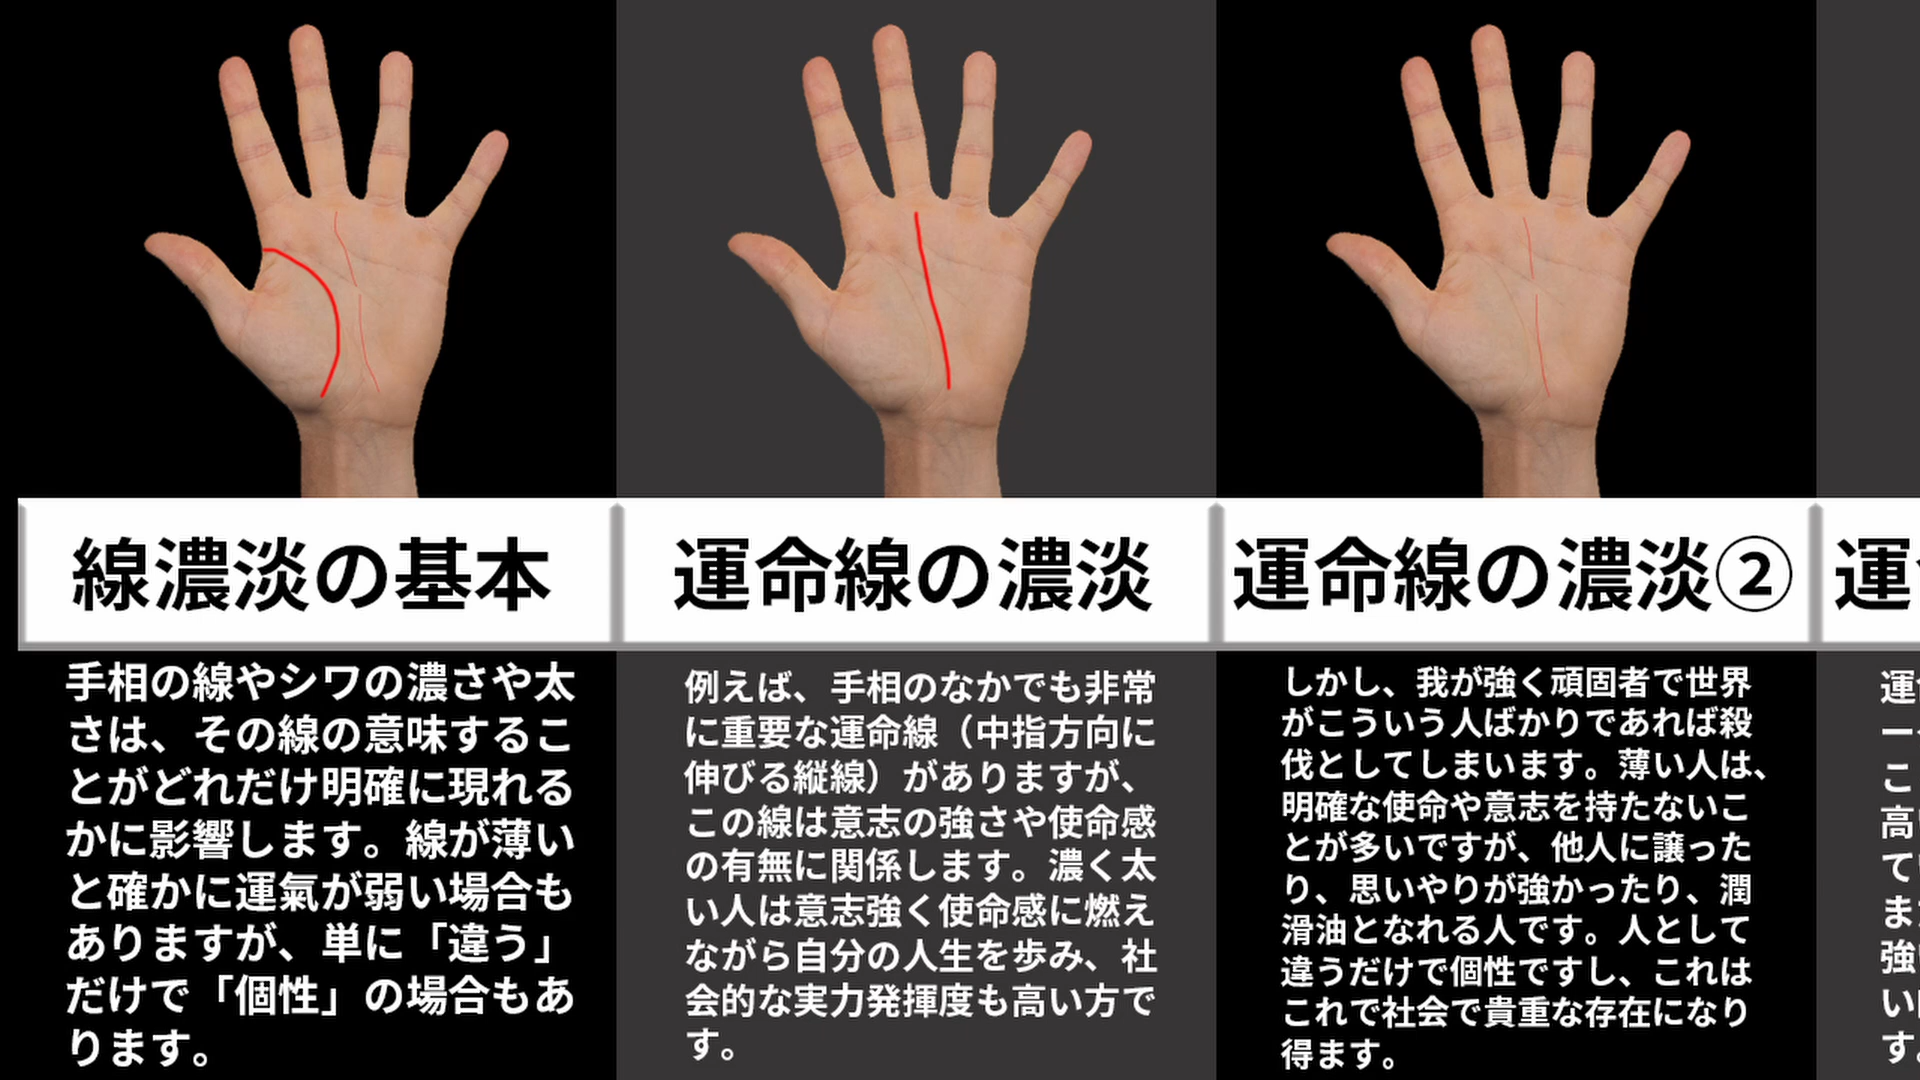 線濃淡の基本
手相の線やシワの濃さや太
さは、その線の意味するこ
とがどれだけ明確に現れる
かに影響します。線が薄い
と確かに運氣が弱い場合も
ありますが、単に「違う」
だけで「個性」の場合もあ
ります。
運命線の濃淡
例えば、手相のなかでも非常
に重要な運命線（中指方向に
伸びる縦線）がありますが、
この線は意志の強さや使命感
の有無に関係します。濃く太
い人は意志強く使命感に燃え
ながら自分の人生を歩み、社
会的な実力発揮度も高い方で
す。
運命線の濃淡②
しかし、我が強く頑固者で世界
がこういう人ばかりであれば殺
伐としてしまいます。薄い人は、
明確な使命や意志を持たないこ
とが多いですが、他人に譲った
り、思いやりが強かったり、潤
滑油となれる人です。人として
違うだけで個性ですし、これは
これで社会で貴重な存在になり
得ます。
運
運
こ
高
て
ま
強
い
す